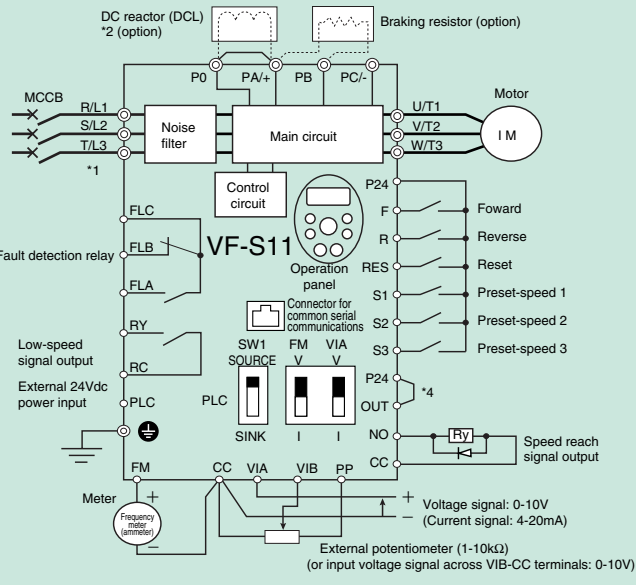 DC reactor (DCL)
*2 (option)
Braking resistor (option)
P0
PA/+
PB
PC/-
MCCB
Motor
R/L1
S/L2
T/L3
*1
Noise
filter
Main circuit
U/T1
V/T2
W/T3
I M
Control
circuit
P24
FLC
F
Foward
Fault detection relay
FLB
VF-S11
R
Reverse
Operation
panel
RES
Reset
FLA
S1
Preset-speed 1
Connector for
common serial
communications
RY
S2
Preset-speed 2
Low-speed
signal output
SW1
SOURCE
FM
V
VIA
V
S3
Preset-speed 3
RC
External 24Vdc
power input
P24
*4
PLC
PLC
OUT
SINK
I
I
NO
Ry
Speed reach
signal output
CC
FM
CC
VIA
VIB
PP
Meter
+
Frequency
meter
(ammeter)
−
+
−
Voltage signal: 0-10V
(Current signal: 4-20mA)
External potentiometer (1-10kΩ)
(or input voltage signal across VIB-CC terminals: 0-10V)